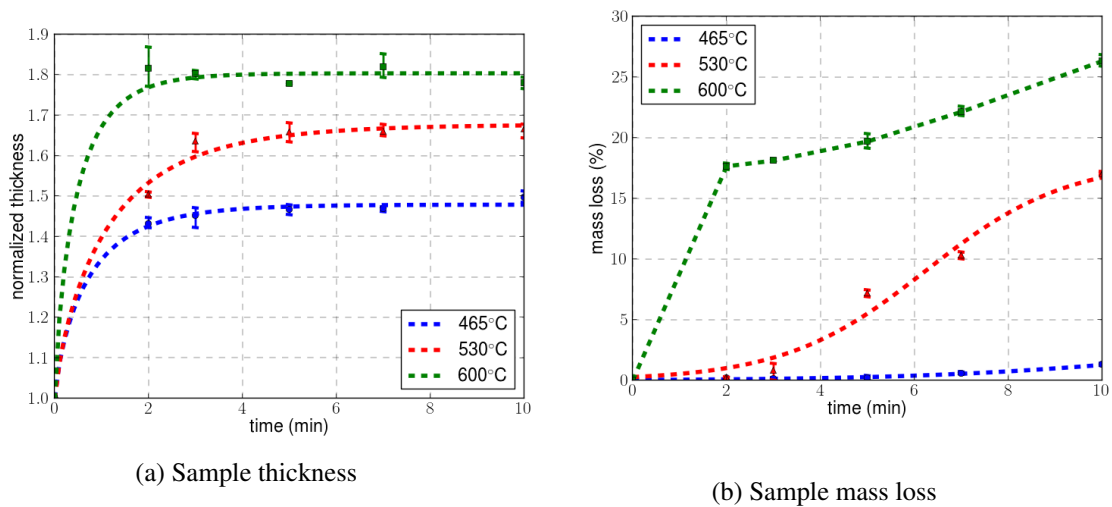 1.9
1.8
1.7
1.6
1.5
1.4
1.3
1.2
1.1
1.0
normalized thickness
465°C
530°C
600°C
0 2 4 6 8 10
time (min)
(a) Sample thickness
30
25
20
15
10
5
0
mass loss (%)
465°C
530°C
600°C
0 2 4 6 8 10
time (min)
(b) Sample mass loss